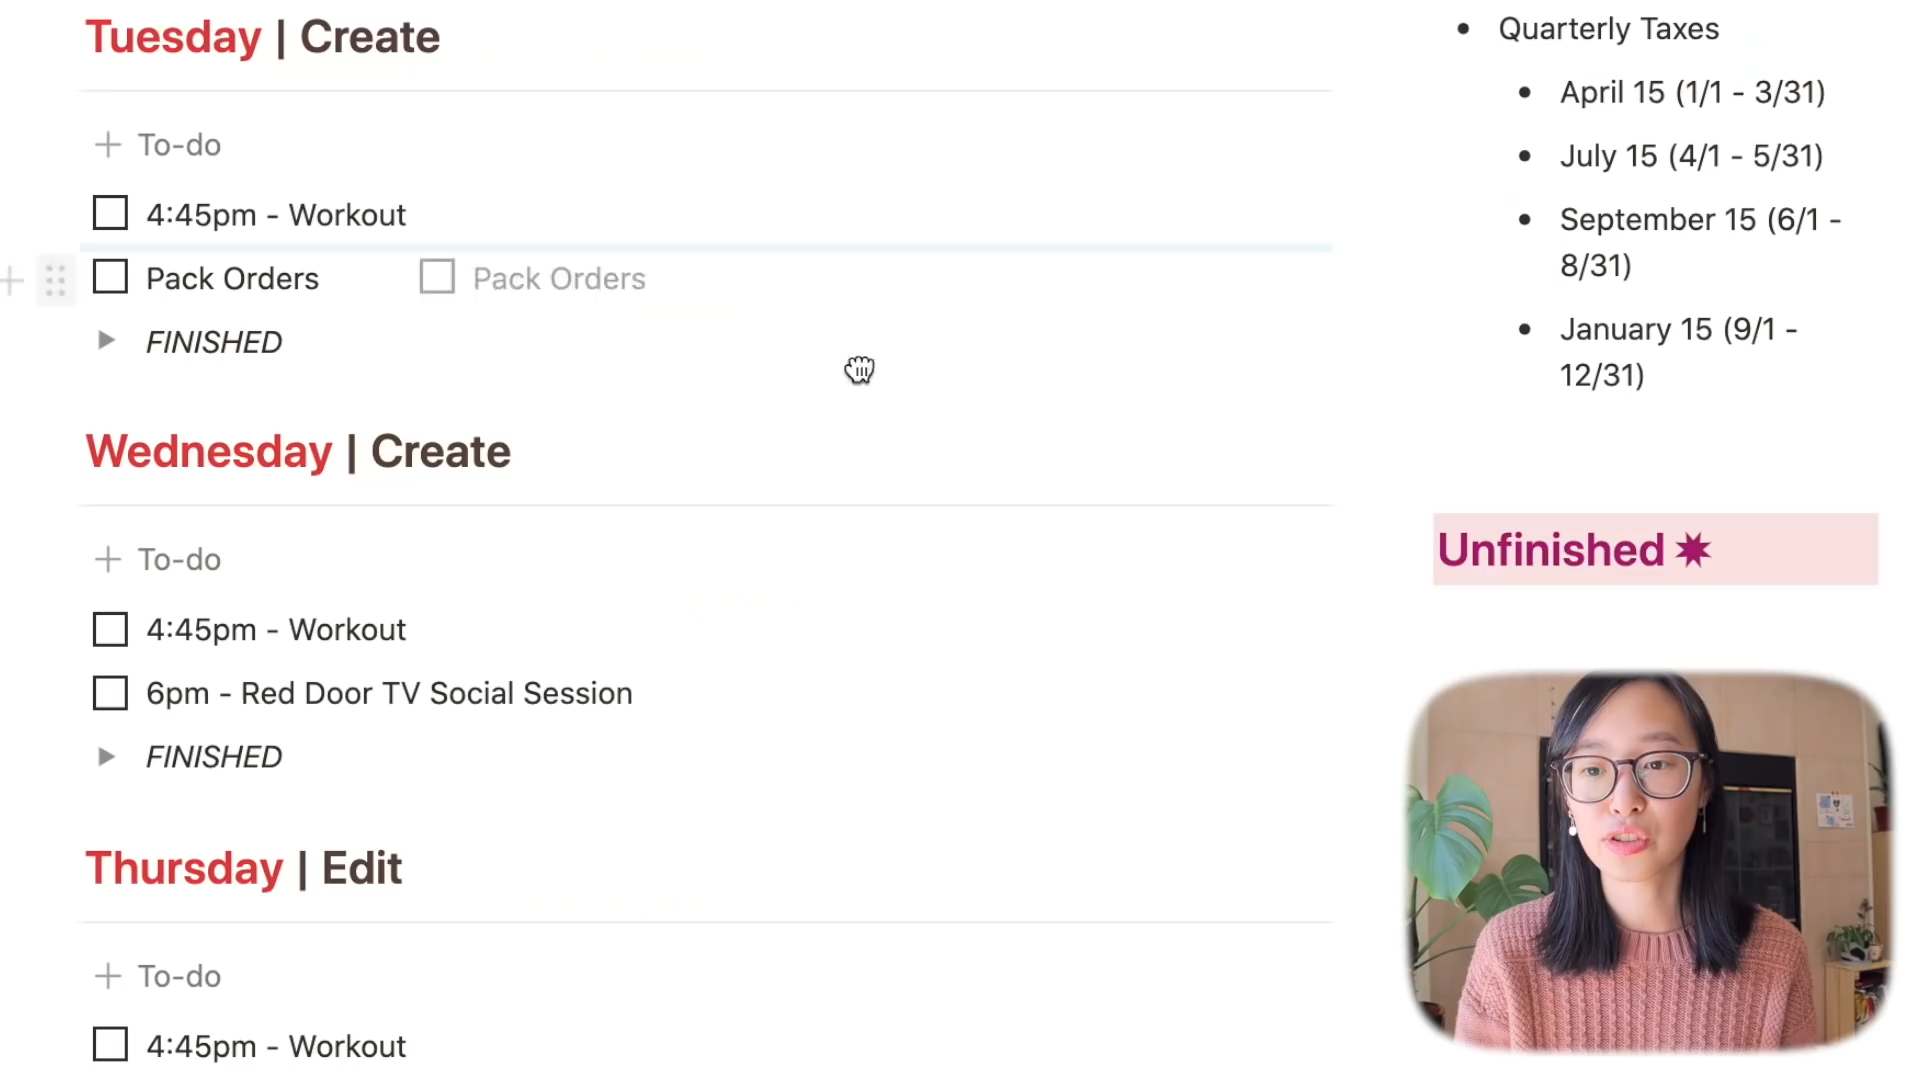 Tuesday | Create
To-do
4:45pm - Workout
Pack Orders
Pack Orders
FINISHED
Wednesday | Create
To-do
4:45pm - Workout
6pm - Red Door TV Social Session
FINISHED
Thursday | Edit
To-do
4:45pm - Workout
Quarterly Taxes
April 15 (1/1 - 3/31)
July 15 (4/1 - 5/31)
September 15 (6/1 -
8/31)
January 15 (9/1 -
12/31)
Unfinished